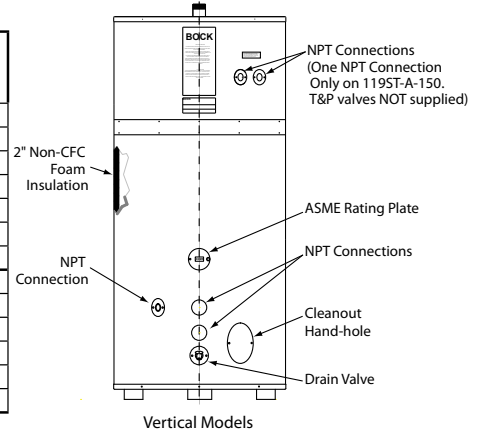 BOCK
NPT Connections
(One NPT Connection
Only on 119ST-A-150.
T&P valves NOT supplied)
2" Non-CFC
Foam
Insulation
ASME Rating Plate
NPT Connections
NPT
Connection
Cleanout
Hand-hole
Drain Valve
Vertical Models